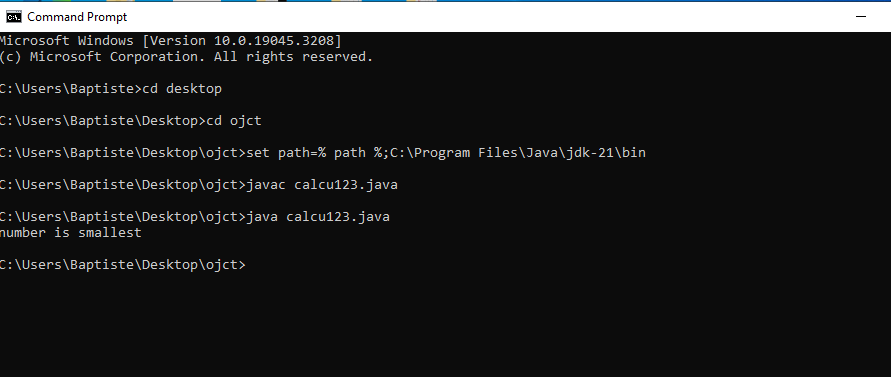 Command Prompt
Microsoft Windows [Version 10.0.19045.3208]
(c) Microsoft Corporation. All rights reserved.
C:\Users\Baptiste>cd desktop
C:\Users\Baptiste\Desktop>cd ojct
C:\Users\Baptiste\Desktop\ojct>set path=% path %;C:\Program Files\Java\jdk-21\bin
C:\Users\Baptiste\Desktop\ojct>javac calcu123.java
C:\Users\Baptiste\Desktop\ojct>java calcu123.java
number is smallest
C:\Users\Baptiste\Desktop\ojct>